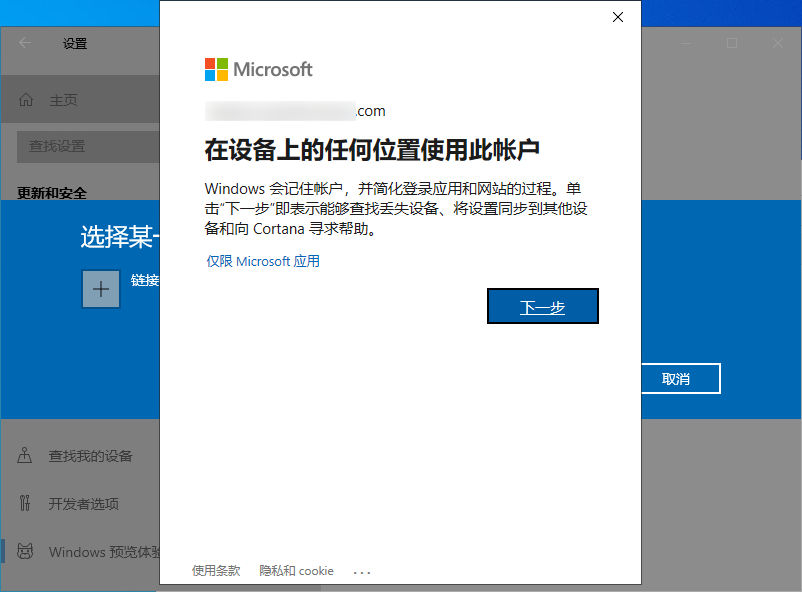 设置
主页
查找设置
更新和安全
选择某一
链接
取消
查找我的设备
开发者选项
Windows 预览体验
Microsoft
.com
在设备上的任何位置使用此帐户
Windows 会记住帐户，并简化登录应用和网站的过程。单
击“下一步”即表示能够查找丢失设备、将设置同步到其他设
备和向 Cortana 寻求帮助。
仅限 Microsoft 应用
下一步
使用条款
隐私和 cookie
...